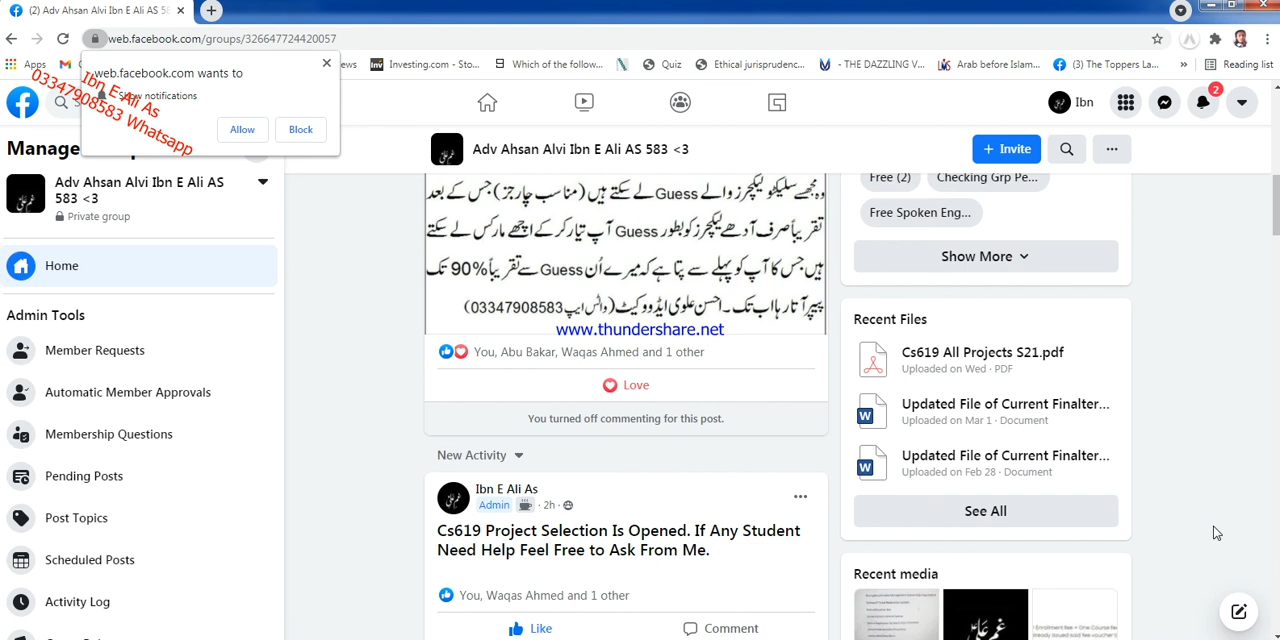 (2) Adv Ahsan Alvi Ibn E Ali AS 58
web.facebook.com/groups/326647724420057
Apps
ews
Investing.com - Sto...
Which of the follow...
Quiz
Ethical jurisprudenc...
- THE DAZZLING V...
Arab before Islam...
(3) The Toppers La...
»
Reading list
web.facebook.com wants to
Show notifications
Allow
Block
Ibn E Ali As
03347908583 Whatsapp
Ibn
2
Manage
Adv Ahsan Alvi Ibn E Ali AS
583 <3
Private group
Home
Admin Tools
Member Requests
Automatic Member Approvals
Membership Questions
Pending Posts
Post Topics
Scheduled Posts
Activity Log
Adv Ahsan Alvi Ibn E Ali AS 583 <3
+ Invite
وہ مجھے سلیکٹو لیکچرز والے Guess لے سکتے ہیں (مناسب چارجز) جس کے بعد
تقریباً صرف آدھے لیکچرز کو بطور Guess آپ تیار کر کے اچھے مارکس لے سکتے
ہیں جس کا آپ کو پہلے سے پتا ہے کہ میرے اُن Guess سے تقریباً %90 تک
پیپر آتا رہا اب تک۔ احسن علوی ایڈووکیٹ (واٹس ایپ 03347908583)
www.thundershare.net
You, Abu Bakar, Waqas Ahmed and 1 other
Love
You turned off commenting for this post.
New Activity
Ibn E Ali As
Admin · 2h ·
Cs619 Project Selection Is Opened. If Any Student
Need Help Feel Free to Ask From Me.
You, Waqas Ahmed and 1 other
Like
Comment
Free (2)
Checking Grp Pe...
Free Spoken Eng...
Show More
Recent Files
Cs619 All Projects S21.pdf
Uploaded on Wed · PDF
Updated File of Current Finalter...
Uploaded on Mar 1 · Document
Updated File of Current Finalter...
Uploaded on Feb 28 · Document
See All
Recent media